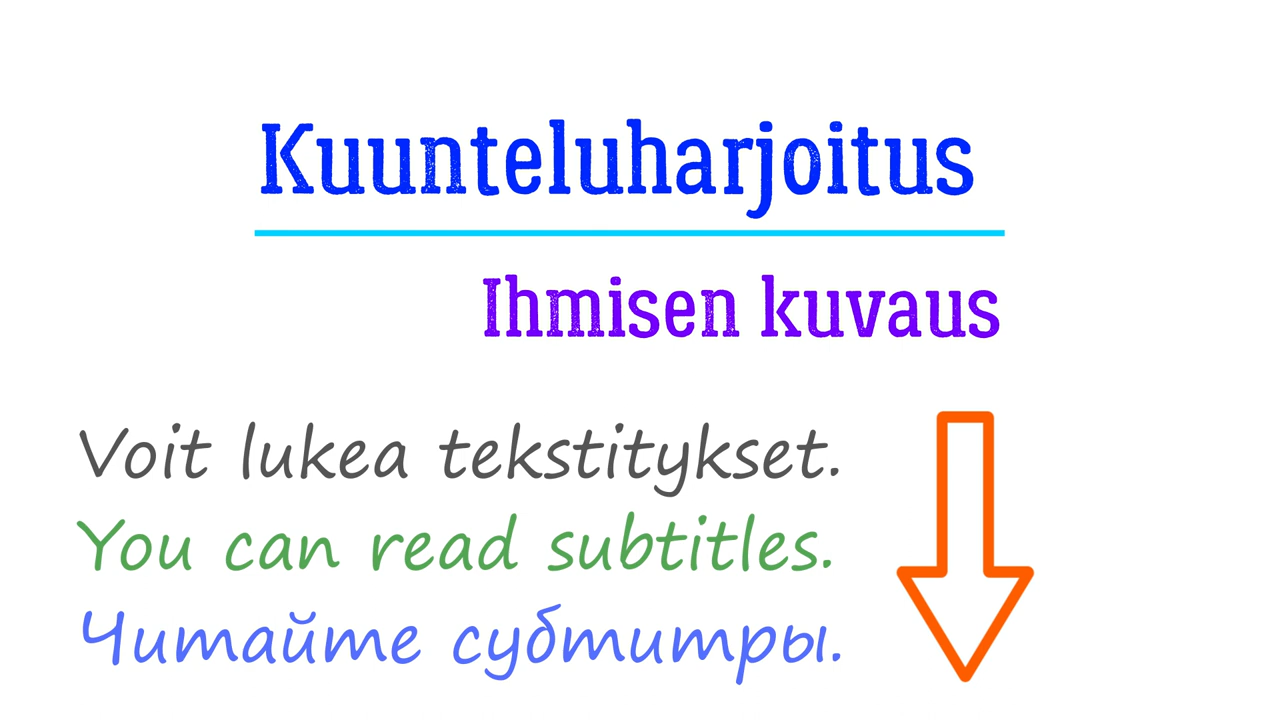 Kuunteluharjoitus
Ihmisen kuvaus
Voit lukea tekstitykset.
You can read subtitles.
Читайте субтитры.